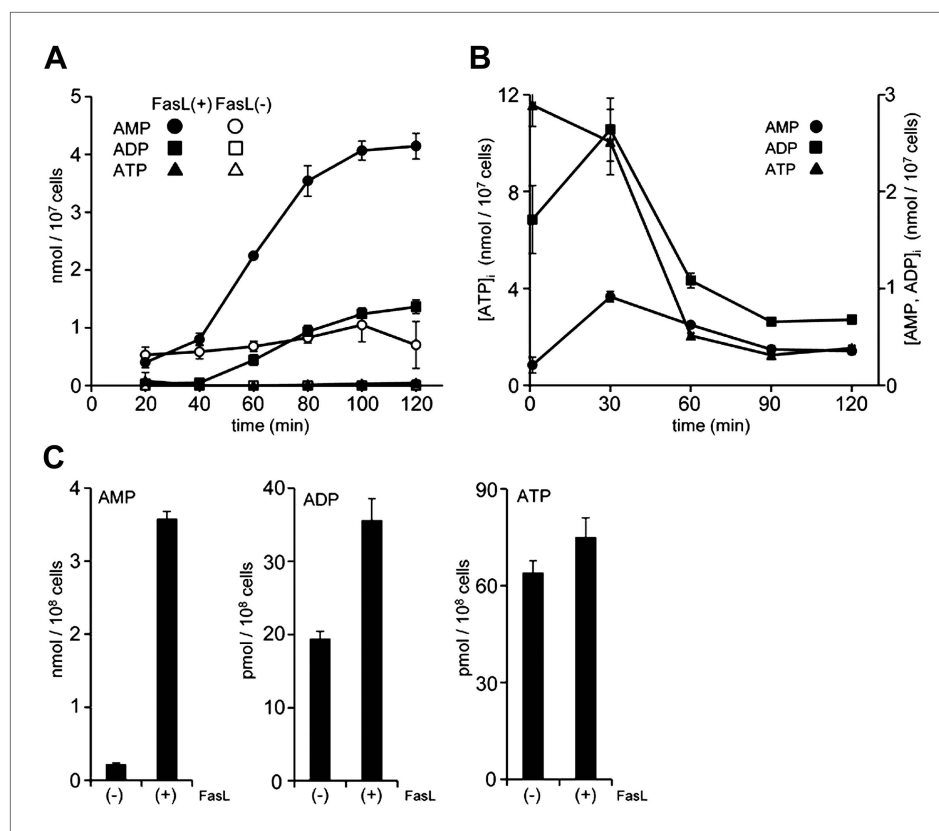 A
FasL(+) FasL(-)
AMP
ADP
ATP
5
4
3
2
1
0
nmol / 10⁷ cells
0 20 40 60 80 100 120
time (min)
B
AMP
ADP
ATP
12
10
8
6
4
2
0
[ATP]ᵢ (nmol / 10⁷ cells)
3
2
1
0
[AMP, ADP]ᵢ (nmol / 10⁷ cells)
0 30 60 90 120
time (min)
C
AMP
4
3
2
1
0
nmol / 10⁸ cells
(-) (+) FasL
ADP
40
30
20
10
0
pmol / 10⁸ cells
(-) (+) FasL
ATP
90
60
30
0
pmol / 10⁸ cells
(-) (+) FasL